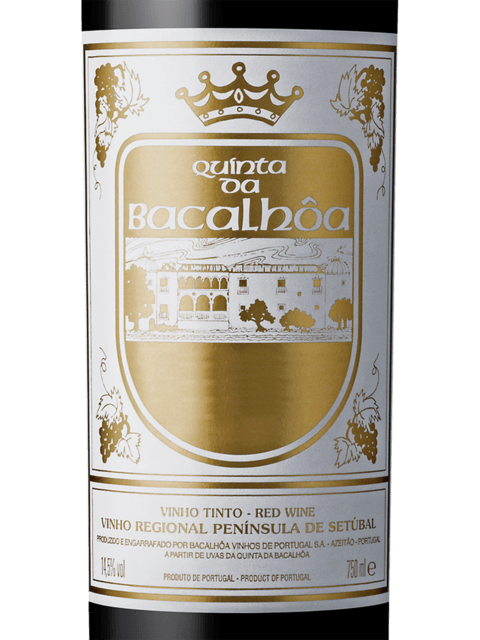 Quinta
da
Bacalhôa
VINHO TINTO - RED WINE
VINHO REGIONAL PENÍNSULA DE SETÚBAL
PRODUZIDO E ENGARRAFADO POR BACALHÔA VINHOS DE PORTUGAL S.A. - AZEITÃO - PORTUGAL
À PARTIR DE UVAS DA QUINTA DA BACALHÔA
14,5% vol 750 ml e
PRODUTO DE PORTUGAL - PRODUCT OF PORTUGAL